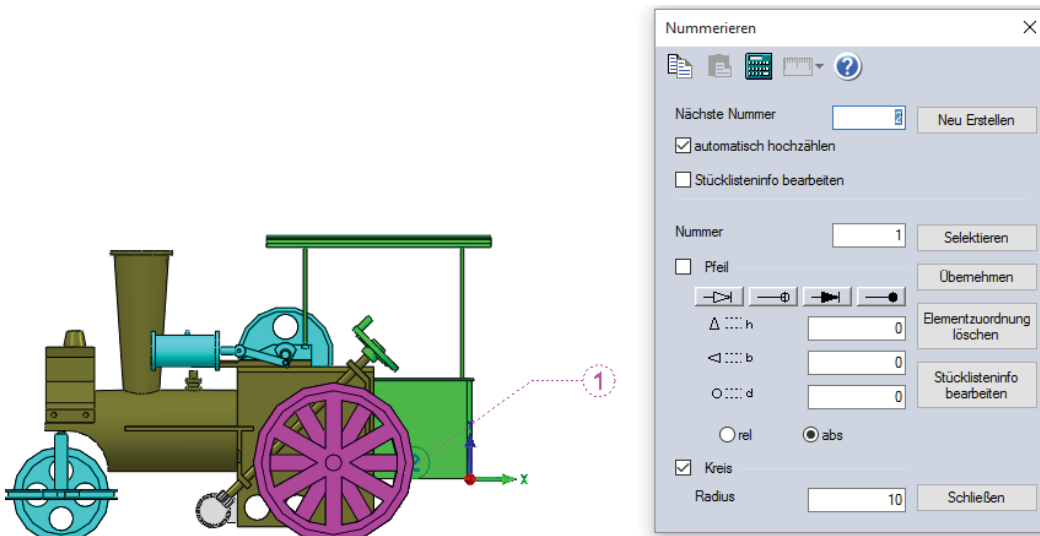 Nummerieren
Nächste Nummer 2 Neu Erstellen
automatisch hochzählen
Stücklisteninfo bearbeiten
Nummer 1 Selektieren
Pfeil Übernehmen
h 0 Elementzuordnung
löschen
b 0 Stücklisteninfo
bearbeiten
d 0
rel abs
Kreis
Radius 10 Schließen
1
2
x